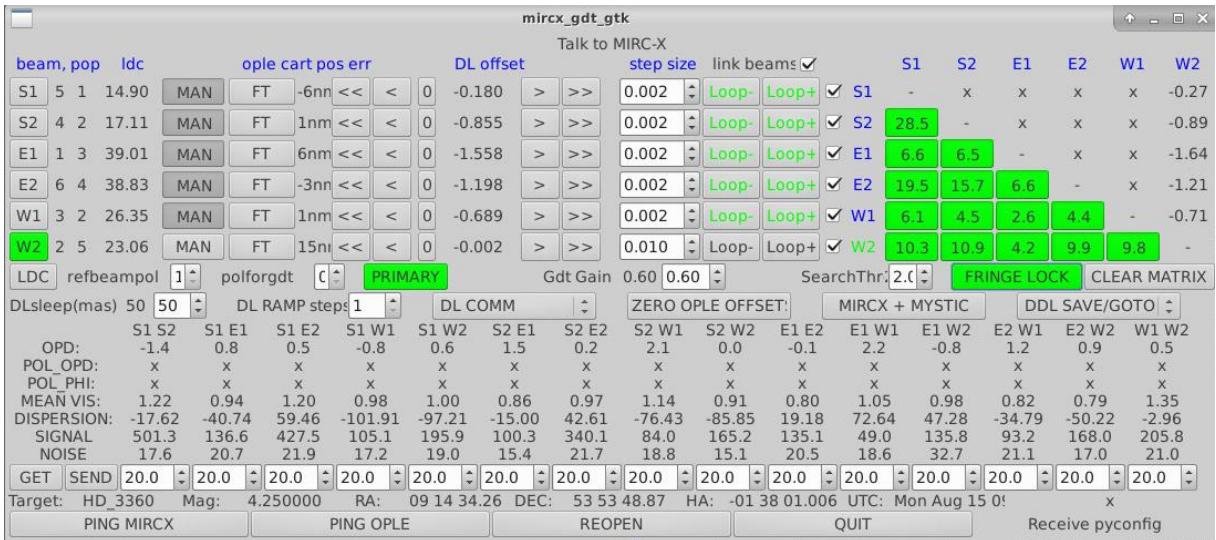 mircx_gdt_gtk
Talk to MIRC-X
beam, pop ldc ople cart pos err DL offset step size link beams S1 S2 E1 E2 W1 W2
S1 5 1 14.90 MAN FT -6nm << < 0 -0.180 > >> 0.002 Loop- Loop+ S1 - x x x x -0.27
S2 4 2 17.11 MAN FT 1nm << < 0 -0.855 > >> 0.002 Loop- Loop+ S2 28.5 - x x x -0.89
E1 1 3 39.01 MAN FT 6nm << < 0 -1.558 > >> 0.002 Loop- Loop+ E1 6.6 6.5 - x x -1.64
E2 6 4 38.83 MAN FT -3nm << < 0 -1.198 > >> 0.002 Loop- Loop+ E2 19.5 15.7 6.6 - x -1.21
W1 3 2 26.35 MAN FT 1nm << < 0 -0.689 > >> 0.002 Loop- Loop+ W1 6.1 4.5 2.6 4.4 - -0.71
W2 2 5 23.06 MAN FT 15n << < 0 -0.002 > >> 0.010 Loop- Loop+ W2 10.3 10.9 4.2 9.9 9.8 -
LDC refbeampol 1 polforgdt PRIMARY Gdt Gain 0.60 0.60 SearchThr 2.0 FRINGE LOCK CLEAR MATRIX
DLsleep(mas) 50 50 DL RAMP steps 1 DL COMM ZERO OPLE OFFSET MIRCX + MYSTIC DDL SAVE/GOTO
S1 S2 S1 E1 S1 E2 S1 W1 S1 W2 S2 E1 S2 E2 S2 W1 S2 W2 E1 E2 E1 W1 E1 W2 E2 W1 E2 W2 W1 W2
OPD: -1.4 0.8 0.5 -0.8 0.6 1.5 0.2 2.1 0.0 -0.1 2.2 -0.8 1.2 0.9 0.5
POL_OPD: x x x x x x x x x x x x x x x
POL_PHI: x x x x x x x x x x x x x x x
MEAN VIS: 1.22 0.94 1.20 0.98 1.00 0.86 0.97 1.14 0.91 0.80 1.05 0.98 0.82 0.79 1.35
DISPERSION: -17.62 -40.74 59.46 -101.91 -97.21 -15.00 42.61 -76.43 -85.85 19.18 72.64 47.28 -34.79 -50.22 -2.96
SIGNAL 501.3 136.6 427.5 105.1 195.9 100.3 340.1 84.0 165.2 135.1 49.0 135.8 93.2 168.0 205.8
NOISE 17.6 20.7 21.9 17.2 19.0 15.4 21.7 18.8 15.1 20.5 18.6 32.7 21.1 17.0 21.0
GET SEND 20.0 20.0 20.0 20.0 20.0 20.0 20.0 20.0 20.0 20.0 20.0 20.0 20.0 20.0 20.0
Target: HD_3360 Mag: 4.250000 RA: 09 14 34.26 DEC: 53 53 48.87 HA: -01 38 01.006 UTC: Mon Aug 15 x
PING MIRCX PING OPLE REOPEN QUIT Receive pyconfig